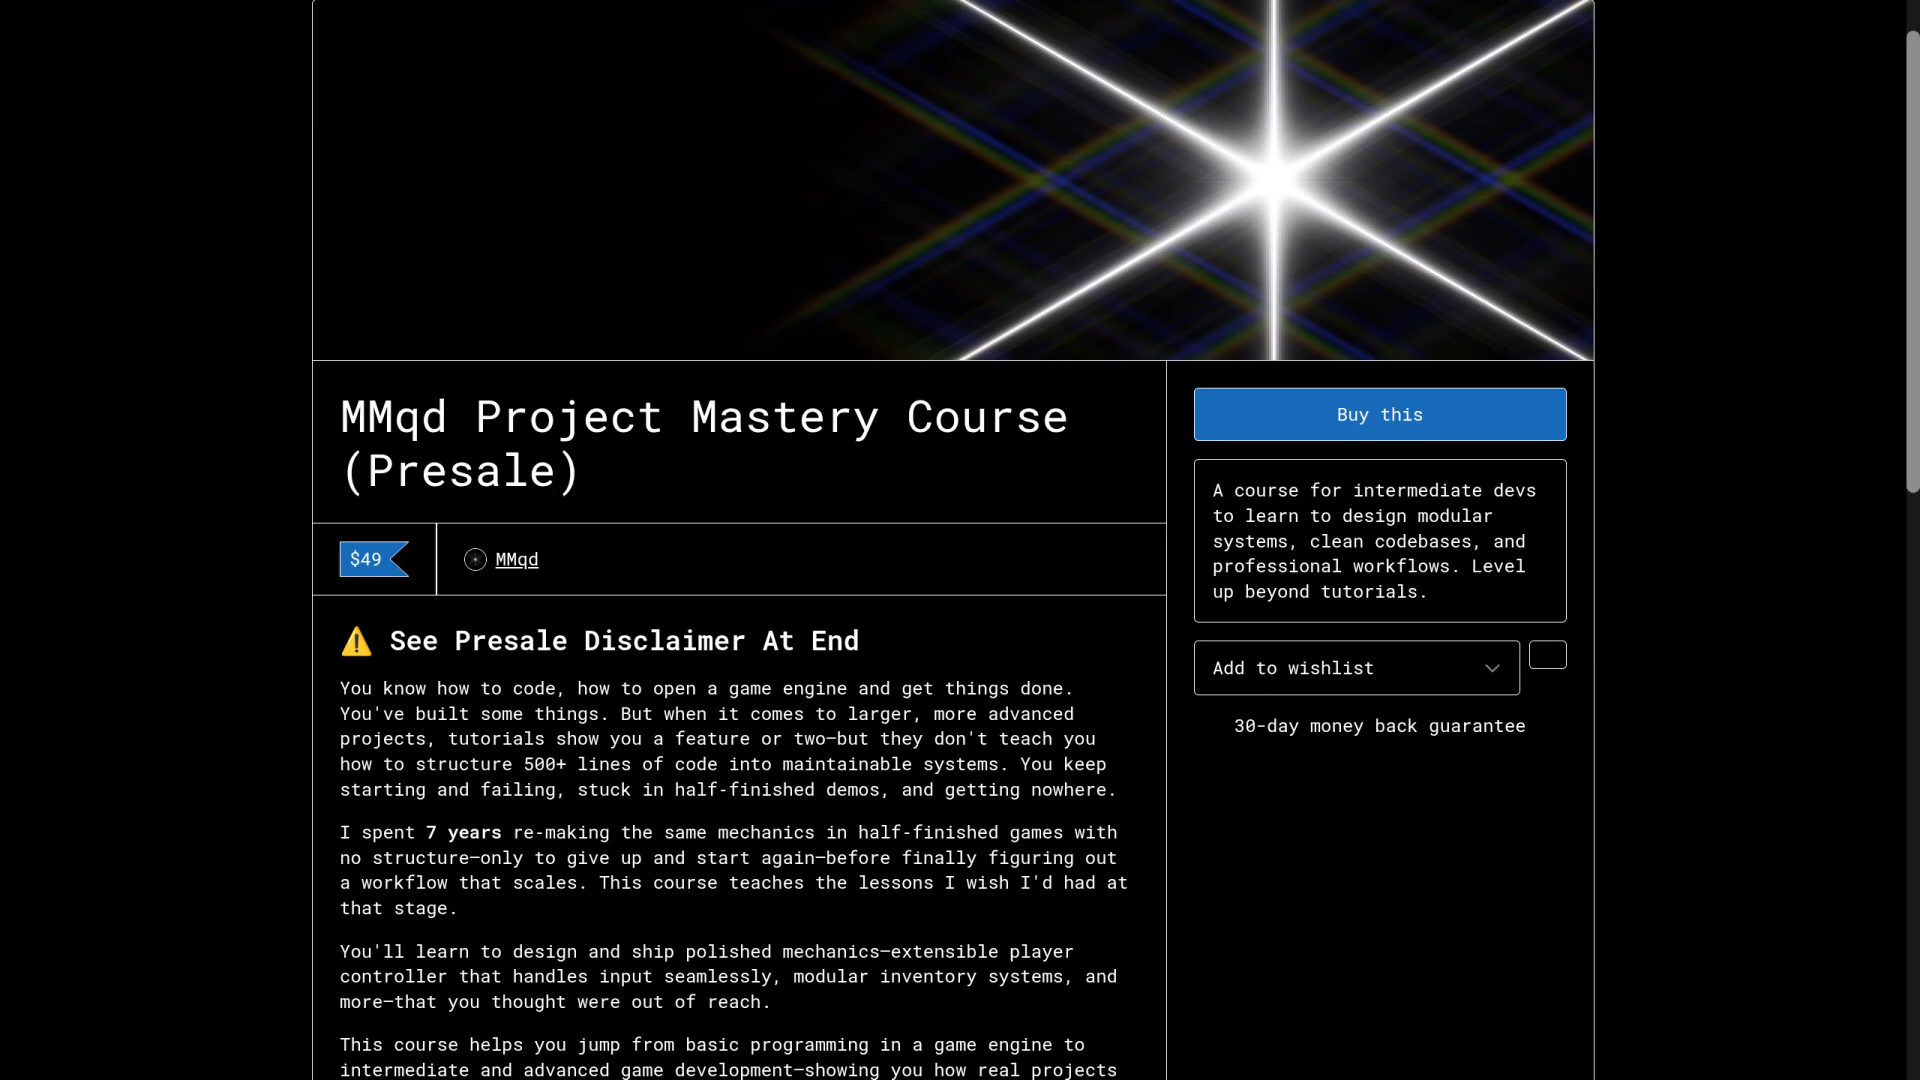 MMqd Project Mastery Course
(Presale)
$49
MMqd
⚠️ See Presale Disclaimer At End
You know how to code, how to open a game engine and get things done.
You've built some things. But when it comes to larger, more advanced
projects, tutorials show you a feature or two—but they don't teach you
how to structure 500+ lines of code into maintainable systems. You keep
starting and failing, stuck in half-finished demos, and getting nowhere.
I spent 7 years re-making the same mechanics in half-finished games with
no structure—only to give up and start again—before finally figuring out
a workflow that scales. This course teaches the lessons I wish I'd had at
that stage.
You'll learn to design and ship polished mechanics—extensible player
controller that handles input seamlessly, modular inventory systems, and
more—that you thought were out of reach.
This course helps you jump from basic programming in a game engine to
intermediate and advanced game development—showing you how real projects
Buy this
A course for intermediate devs
to learn to design modular
systems, clean codebases, and
professional workflows. Level
up beyond tutorials.
Add to wishlist
30-day money back guarantee